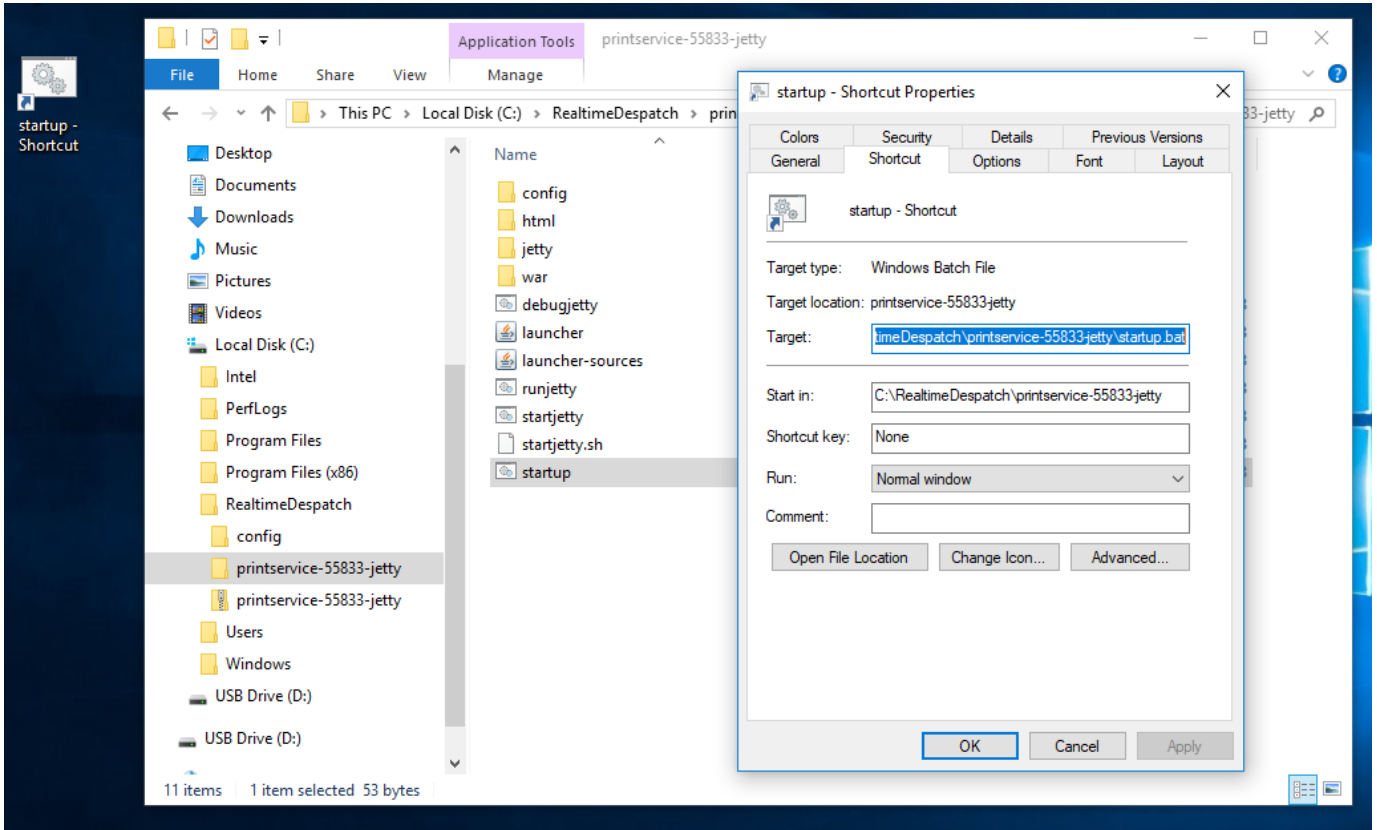 startup -
Shortcut
Application Tools
printservice-55833-jetty
File
Home
Share
View
Manage
This PC
Local Disk (C:)
RealtimeDespatch
prin
33-jetty
Desktop
Documents
Downloads
Music
Pictures
Videos
Local Disk (C:)
Intel
PerfLogs
Program Files
Program Files (x86)
RealtimeDespatch
config
printservice-55833-jetty
printservice-55833-jetty
Users
Windows
USB Drive (D:)
USB Drive (D:)
Name
config
html
jetty
war
debugjetty
launcher
launcher-sources
runjetty
startjetty
startjetty.sh
startup
11 items
1 item selected 53 bytes
startup - Shortcut Properties
Colors
Security
Details
Previous Versions
General
Shortcut
Options
Font
Layout
startup - Shortcut
Target type: Windows Batch File
Target location: printservice-55833-jetty
Target: timeDespatch\printservice-55833-jetty\startup.bat
Start in: C:\RealtimeDespatch\printservice-55833-jetty
Shortcut key: None
Run: Normal window
Comment:
Open File Location
Change Icon...
Advanced...
OK
Cancel
Apply